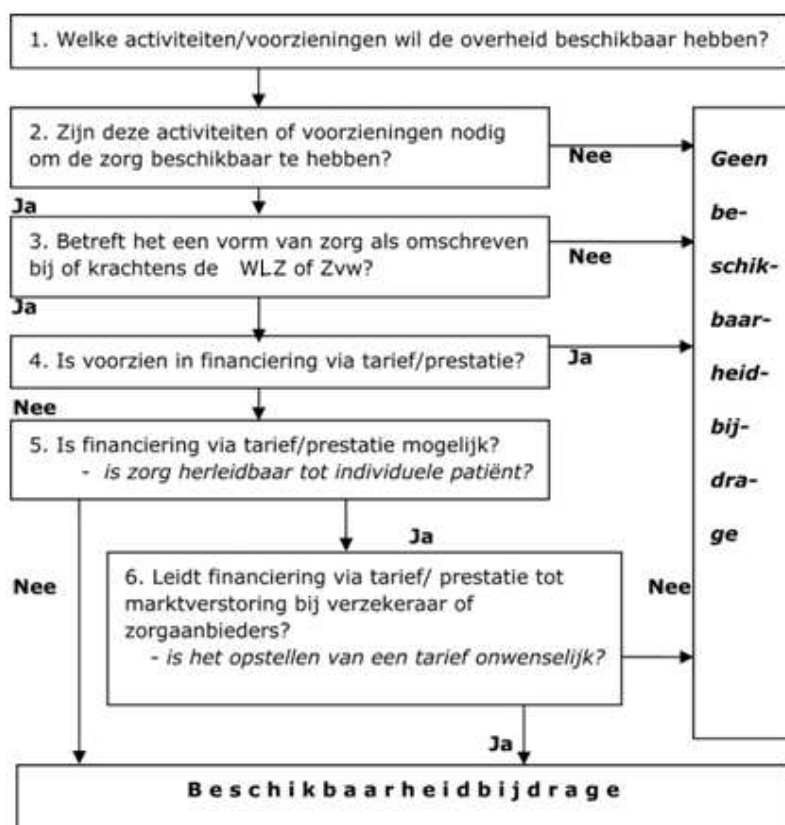 1. Welke activiteiten/voorzieningen wil de overheid beschikbaar hebben?
2. Zijn deze activiteiten of voorzieningen nodig
om de zorg beschikbaar te hebben?
Nee
Ja
3. Betreft het een vorm van zorg als omschreven
bij of krachtens de WLZ of Zvw?
Nee
Ja
4. Is voorzien in financiering via tarief/prestatie?
Ja
Nee
5. Is financiering via tarief/prestatie mogelijk?
- is zorg herleidbaar tot individuele patiënt?
Ja
Nee
6. Leidt financiering via tarief/ prestatie tot
marktverstoring bij verzekeraar of
zorgaanbieders?
- is het opstellen van een tarief onwenselijk?
Nee
Ja
Geen
be-
schik-
baar-
heid-
bij-
dra-
ge
Beschikbaarheidbijdrage